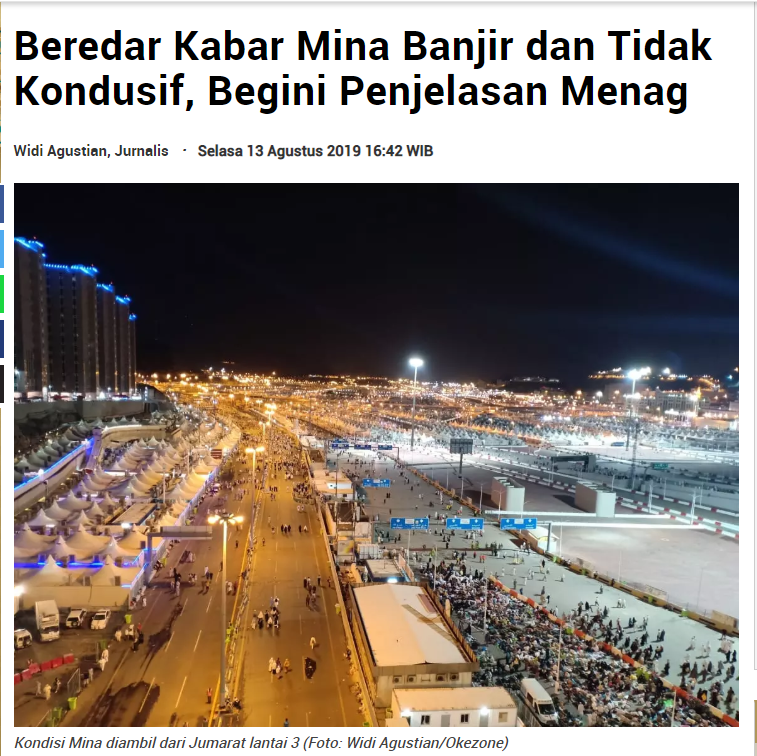 Beredar Kabar Mina Banjir dan Tidak
Kondusif, Begini Penjelasan Menag
Widi Agustian, Jurnalis · Selasa 13 Agustus 2019 16:42 WIB
Kondisi Mina diambil dari Jumarat lantai 3 (Foto: Widi Agustian/Okezone)